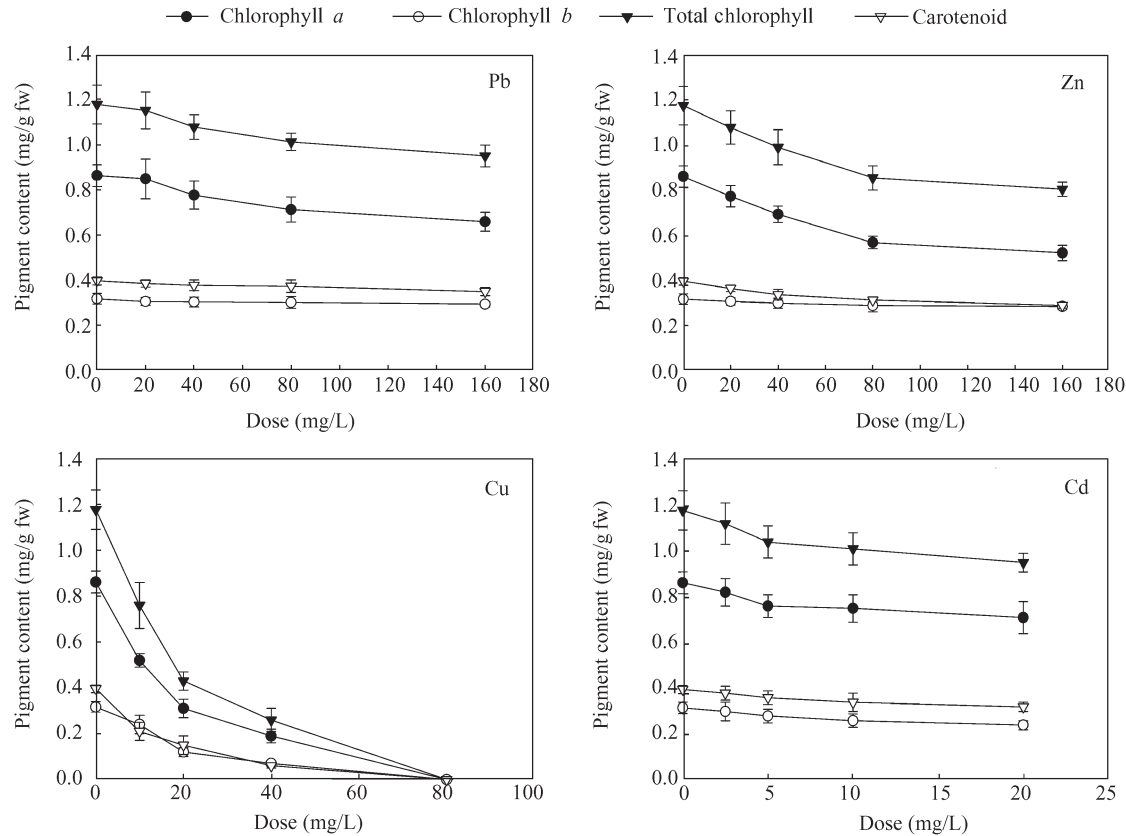 Chlorophyll a Chlorophyll b Total chlorophyll Carotenoid
Pb
Pigment content (mg/g fw)
1.4
1.2
1.0
0.8
0.6
0.4
0.2
0.0
0 20 40 60 80 100 120 140 160 180
Dose (mg/L)
Zn
Pigment content (mg/g fw)
1.4
1.2
1.0
0.8
0.6
0.4
0.2
0.0
0 20 40 60 80 100 120 140 160 180
Dose (mg/L)
Cu
Pigment content (mg/g fw)
1.4
1.2
1.0
0.8
0.6
0.4
0.2
0.0
0 20 40 60 80 100
Dose (mg/L)
Cd
Pigment content (mg/g fw)
1.4
1.2
1.0
0.8
0.6
0.4
0.2
0.0
0 5 10 15 20 25
Dose (mg/L)